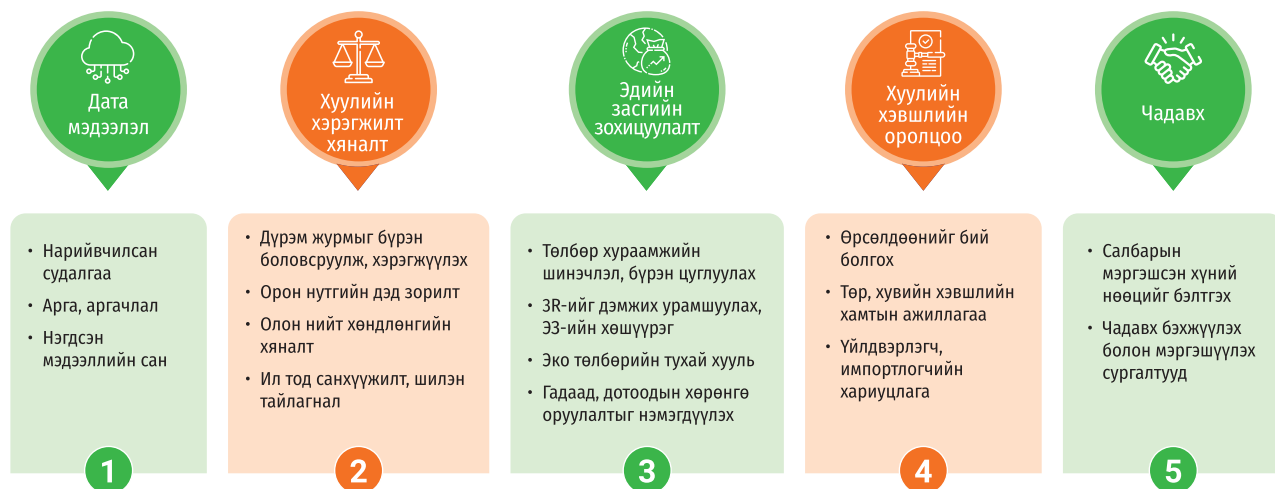 Дата
мэдээлэл
Хуулийн
хэрэгжилт
хяналт
Эдийн
засгийн
зохицуулалт
Хуулийн
хэвшлийн
оролцоо
Чадавх
• Нарийвчилсан
судалгаа
• Арга, аргачлал
• Нэгдсэн
мэдээллийн сан
1
• Дүрэм журмыг бүрэн
боловсруулж, хэрэгжүүлэх
• Орон нутгийн дэд зорилт
• Олон нийт хөндлөнгийн
хяналт
• Ил тод санхүүжилт, шилэн
тайлагнал
2
• Төлбөр хураамжийн
шинэчлэл, бүрэн цуглуулах
• 3R-ийг дэмжих урамшуулах,
ЭЗ-ийн хөшүүрэг
• Эко төлбөрийн тухай хууль
• Гадаад, дотоодын хөрөнгө
оруулалтыг нэмэгдүүлэх
3
• Өрсөлдөөнийг бий
болгох
• Төр, хувийн хэвшлийн
хамтын ажиллагаа
• Үйлдвэрлэгч,
импортлогчийн
хариуцлага
4
• Салбарын
мэргэшсэн хүний
нөөцийг бэлтгэх
• Чадавх бэхжүүлэх
болон мэргэшүүлэх
сургалтууд
5